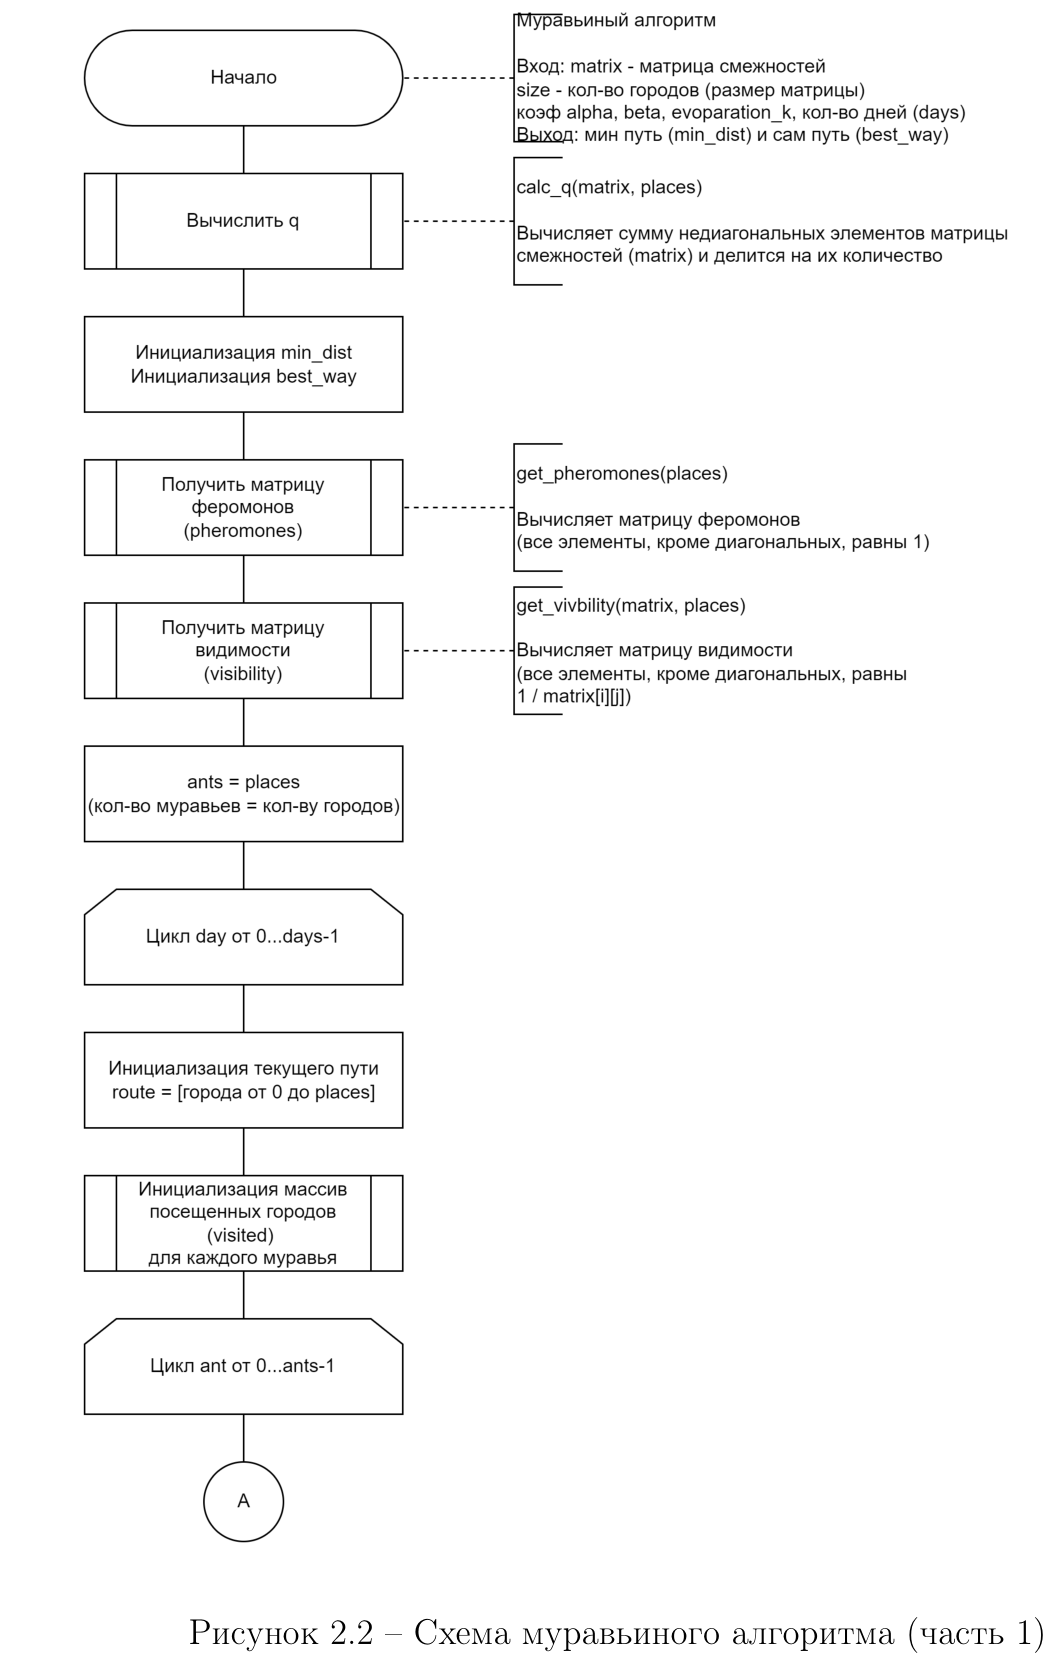 Начало
Муравьиный алгоритм
Вход: matrix - матрица смежностей
size - кол-во городов (размер матрицы)
коэф alpha, beta, evoparation_k, кол-во дней (days)
Выход: мин путь (min_dist) и сам путь (best_way)
Вычислить q
calc_q(matrix, places)
Вычисляет сумму недиагональных элементов матрицы
смежностей (matrix) и делится на их количество
Инициализация min_dist
Инициализация best_way
Получить матрицу
феромонов
(pheromones)
get_pheromones(places)
Вычисляет матрицу феромонов
(все элементы, кроме диагональных, равны 1)
Получить матрицу
видимости
(visibility)
get_vivbility(matrix, places)
Вычисляет матрицу видимости
(все элементы, кроме диагональных, равны
1 / matrix[i][j])
ants = places
(кол-во муравьев = кол-ву городов)
Цикл day от 0...days-1
Инициализация текущего пути
route = [города от 0 до places]
Инициализация массив
посещенных городов
(visited)
для каждого муравья
Цикл ant от 0...ants-1
A
Рисунок 2.2 – Схема муравьиного алгоритма (часть 1)